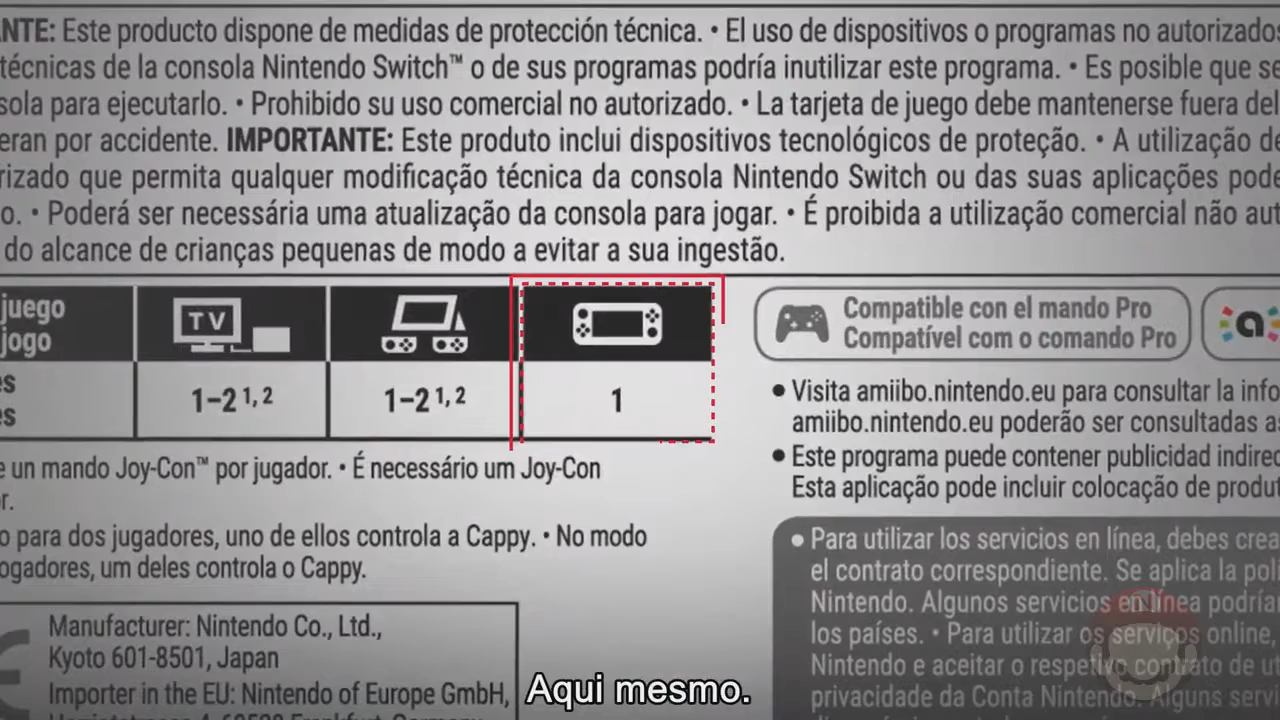 ANTE: Este producto dispone de medidas de protección técnica. • El uso de dispositivos o programas no autorizados
técnicas de la consola Nintendo Switch™ o de sus programas podría inutilizar este programa. • Es posible que se
sola para ejecutarlo. • Prohibido su uso comercial no autorizado. • La tarjeta de juego debe mantenerse fuera del
eran por accidente. IMPORTANTE: Este produto inclui dispositivos tecnológicos de proteção. • A utilização de
rizado que permita qualquer modificação técnica da consola Nintendo Switch ou das suas aplicações pode
o. • Poderá ser necessária uma atualização da consola para jogar. • É proibida a utilização comercial não aut
do alcance de crianças pequenas de modo a evitar a sua ingestão.
juego
jogo
TV
es
es
1–2 1, 2
1–2 1, 2
1
e un mando Joy-Con™ por jugador. • É necessário um Joy-Con
or.
o para dos jugadores, uno de ellos controla a Cappy. • No modo
ogadores, um deles controla o Cappy.
Manufacturer: Nintendo Co., Ltd.,
Kyoto 601-8501, Japan
Importer in the EU: Nintendo of Europe GmbH,
Compatible con el mando Pro
Compatível com o comando Pro
a
• Visita amiibo.nintendo.eu para consultar la info
amiibo.nintendo.eu poderão ser consultadas as
• Este programa puede contener publicidad indirec
Esta aplicação pode incluir colocação de produt
• Para utilizar los servicios en línea, debes crea
el contrato correspondiente. Se aplica la polí
Nintendo. Algunos servicios en línea podría
los países. • Para utilizar os serviços online,
Nintendo e aceitar o respetivo contrato de ut
privacidade da Conta Nintendo. Alguns servi
Aqui mesmo.